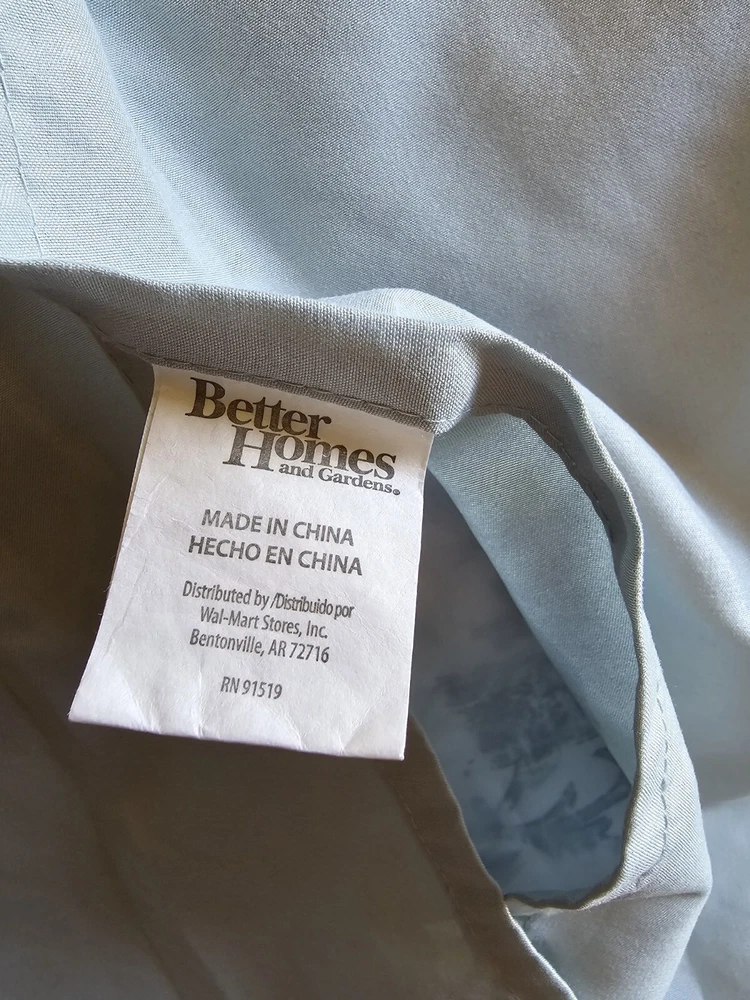 Better
Homes
and Gardens®
MADE IN CHINA
HECHO EN CHINA
Distributed by /Distribuido por
Wal-Mart Stores, Inc.
Bentonville, AR 72716
RN 91519